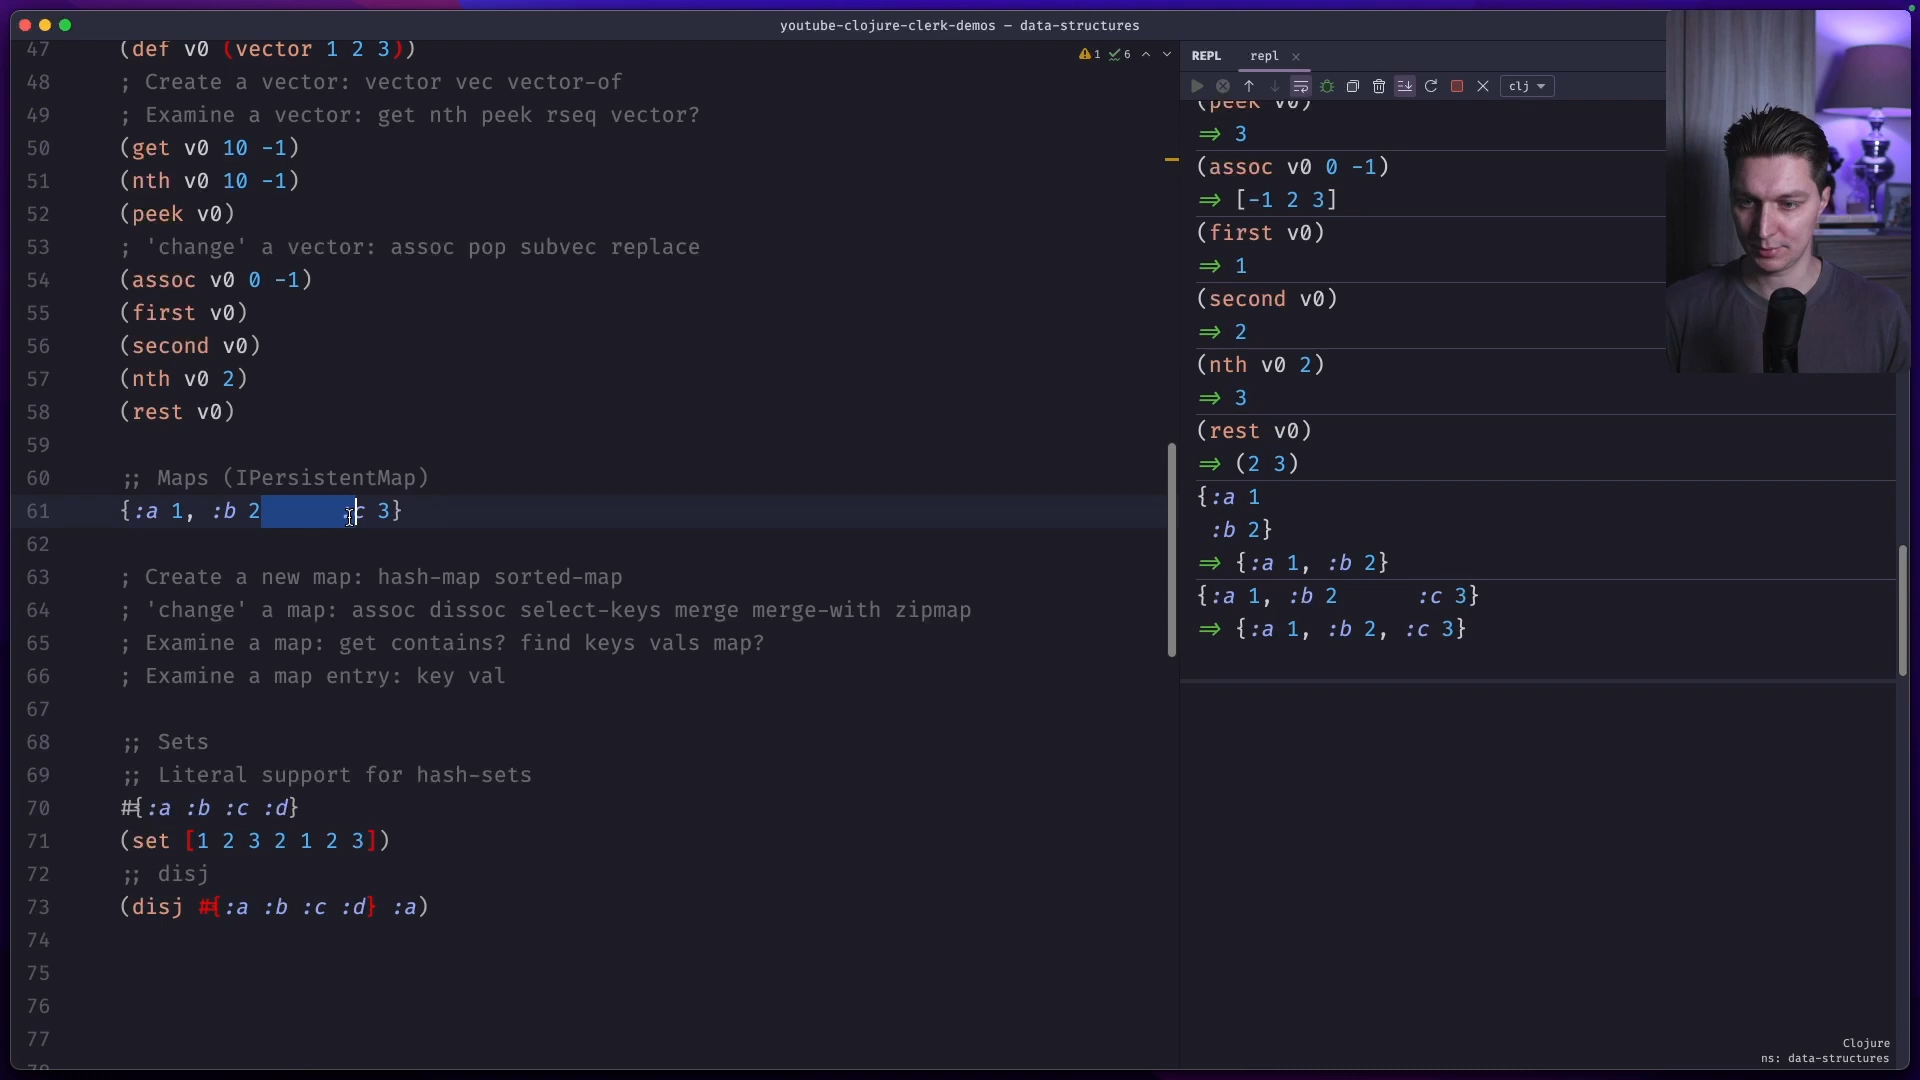 youtube-clojure-clerk-demos – data-structures
47 (def v0 (vector 1 2 3))
48 ; Create a vector: vector vec vector-of
49 ; Examine a vector: get nth peek rseq vector?
50 (get v0 10 -1)
51 (nth v0 10 -1)
52 (peek v0)
53 ; 'change' a vector: assoc pop subvec replace
54 (assoc v0 0 -1)
55 (first v0)
56 (second v0)
57 (nth v0 2)
58 (rest v0)
59
60 ;; Maps (IPersistentMap)
61 {:a 1, :b 2      :c 3}
62
63 ; Create a new map: hash-map sorted-map
64 ; 'change' a map: assoc dissoc select-keys merge merge-with zipmap
65 ; Examine a map: get contains? find keys vals map?
66 ; Examine a map entry: key val
67
68 ;; Sets
69 ;; Literal support for hash-sets
70 #{:a :b :c :d}
71 (set [1 2 3 2 1 2 3])
72 ;; disj
73 (disj #{:a :b :c :d} :a)
74
75
76
77
1 6
REPL repl
clj
(peek v0)
=> 3
(assoc v0 0 -1)
=> [-1 2 3]
(first v0)
=> 1
(second v0)
=> 2
(nth v0 2)
=> 3
(rest v0)
=> (2 3)
{:a 1
:b 2}
=> {:a 1, :b 2}
{:a 1, :b 2      :c 3}
=> {:a 1, :b 2, :c 3}
Clojure
ns: data-structures